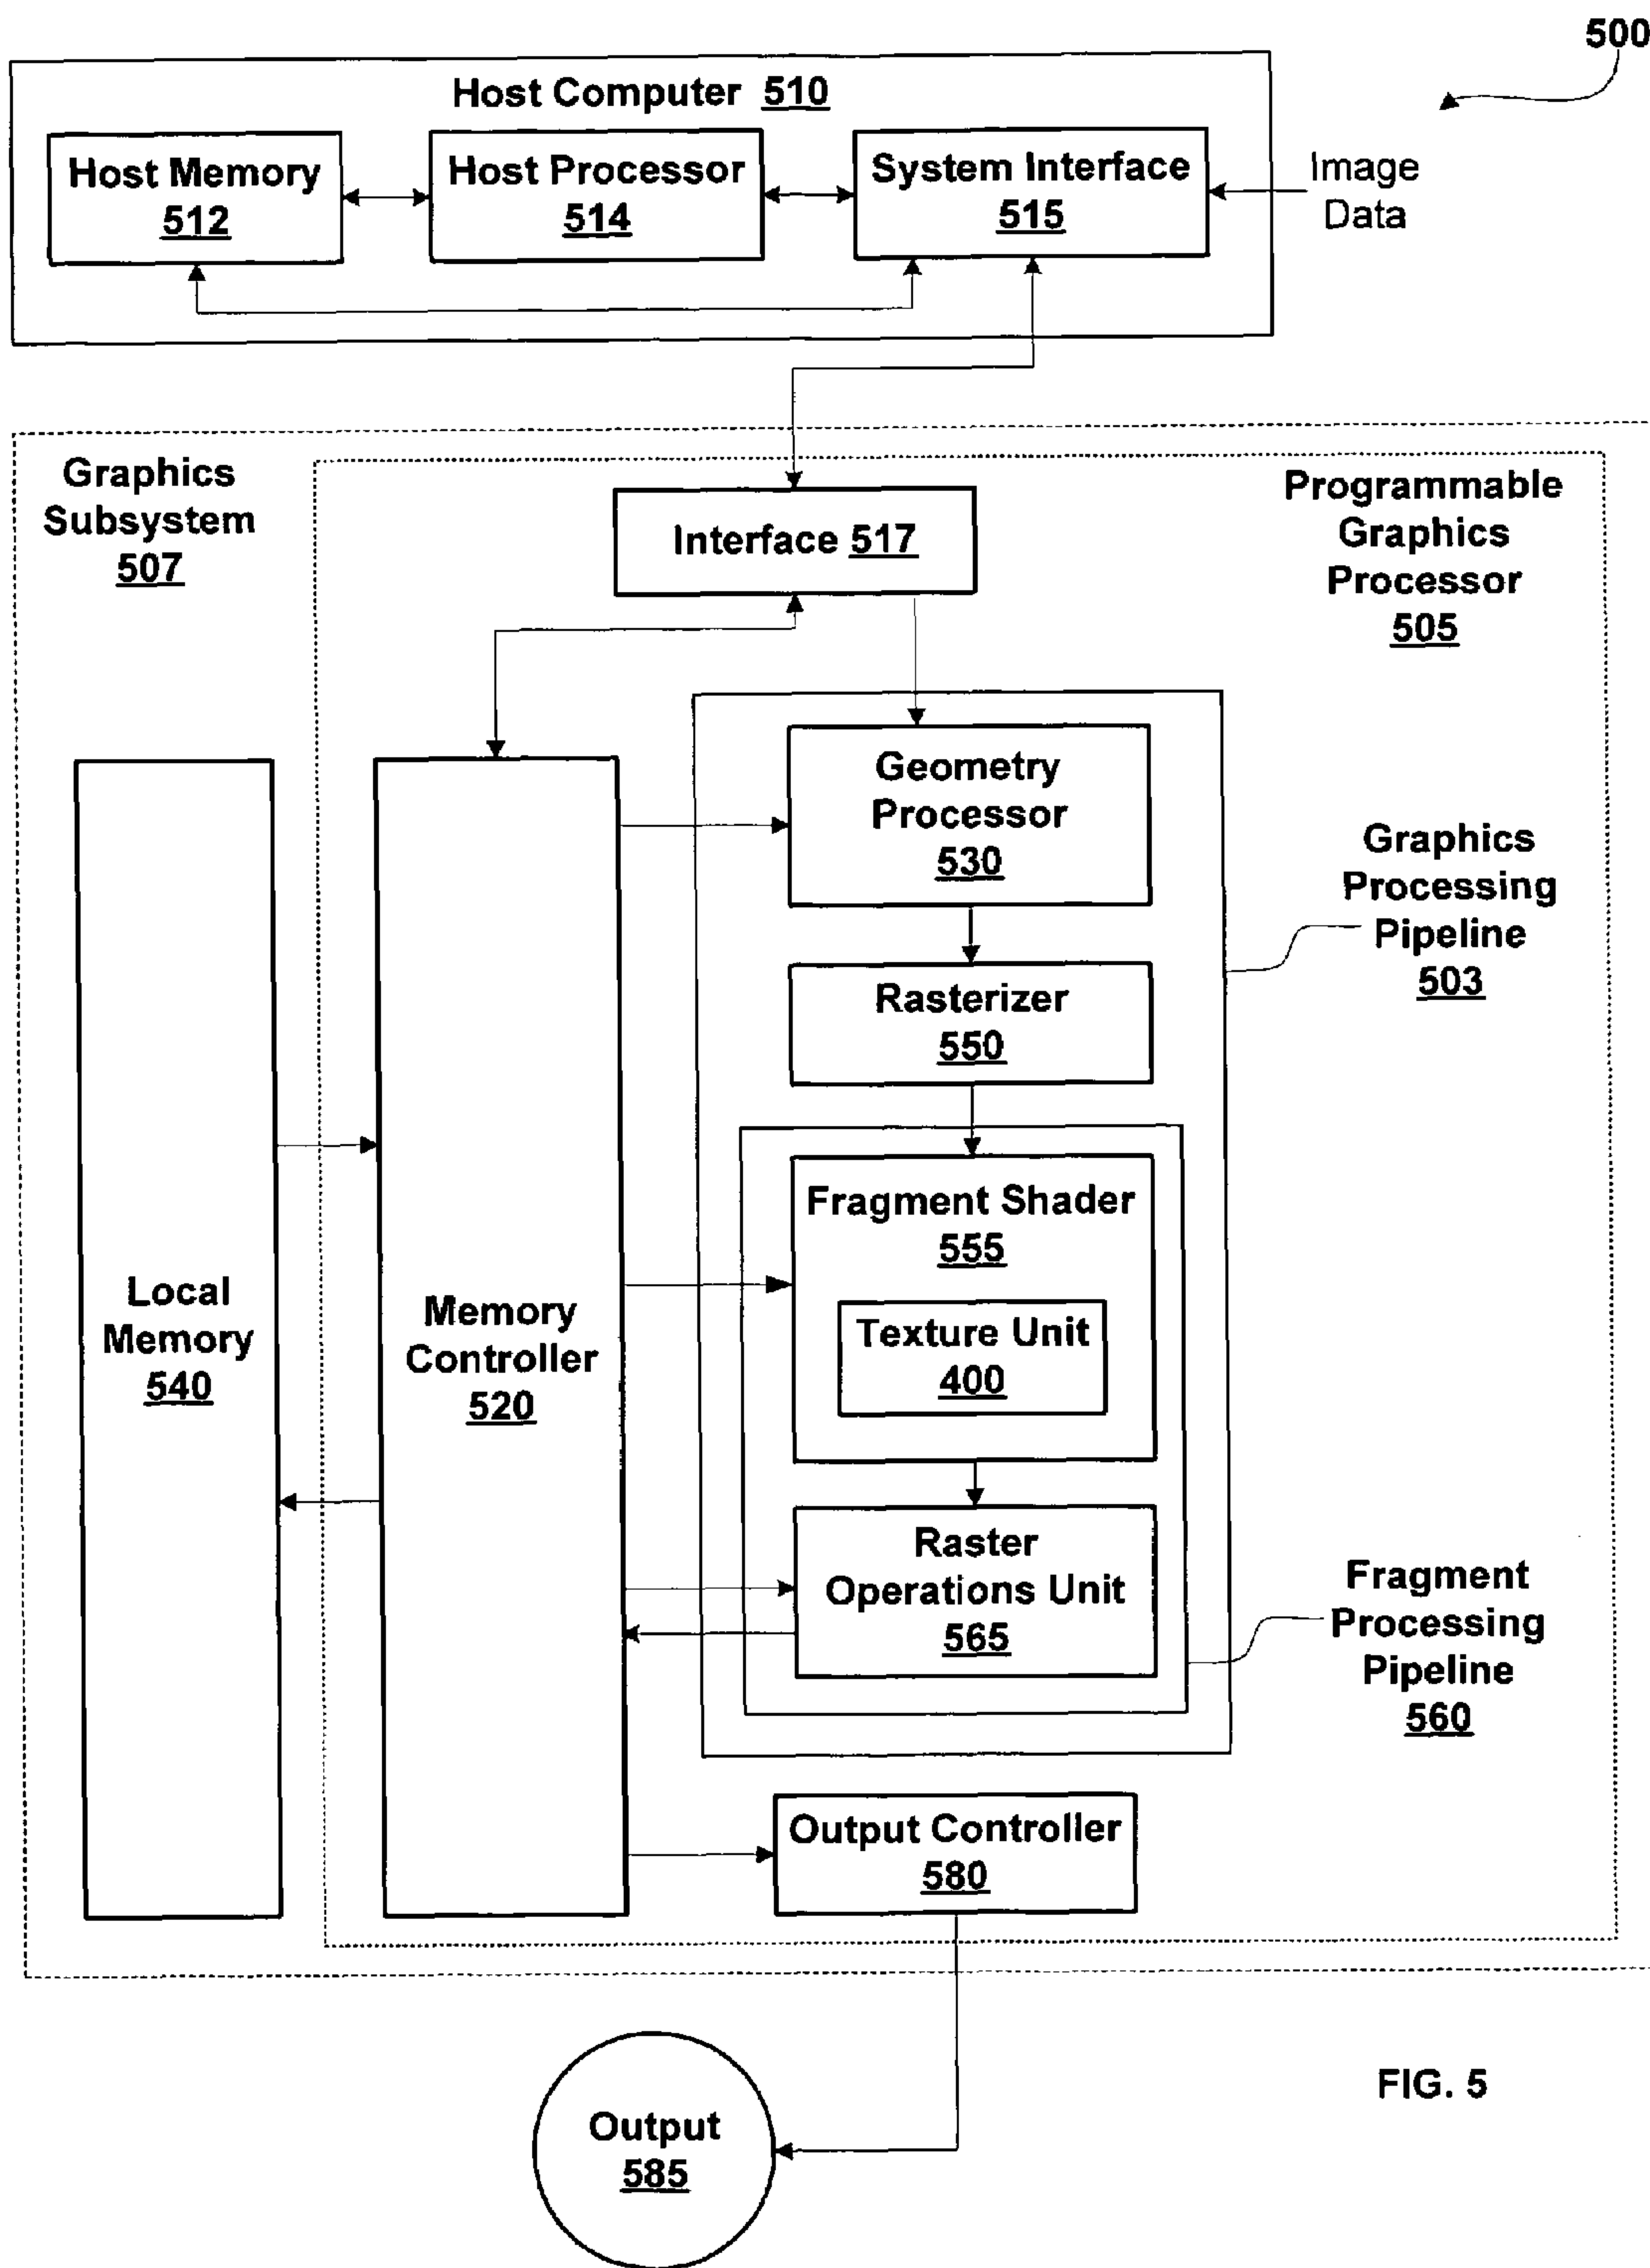 500
Host Computer 510
Host Memory
512
Host Processor
514
System Interface
515
Image
Data
Graphics
Subsystem
507
Interface 517
Programmable
Graphics
Processor
505
Geometry
Processor
530
Graphics
Processing
Pipeline
503
Rasterizer
550
Fragment Shader
555
Texture Unit
400
Local
Memory
540
Memory
Controller
520
Raster
Operations Unit
565
Fragment
Processing
Pipeline
560
Output Controller
580
Output
585
FIG. 5